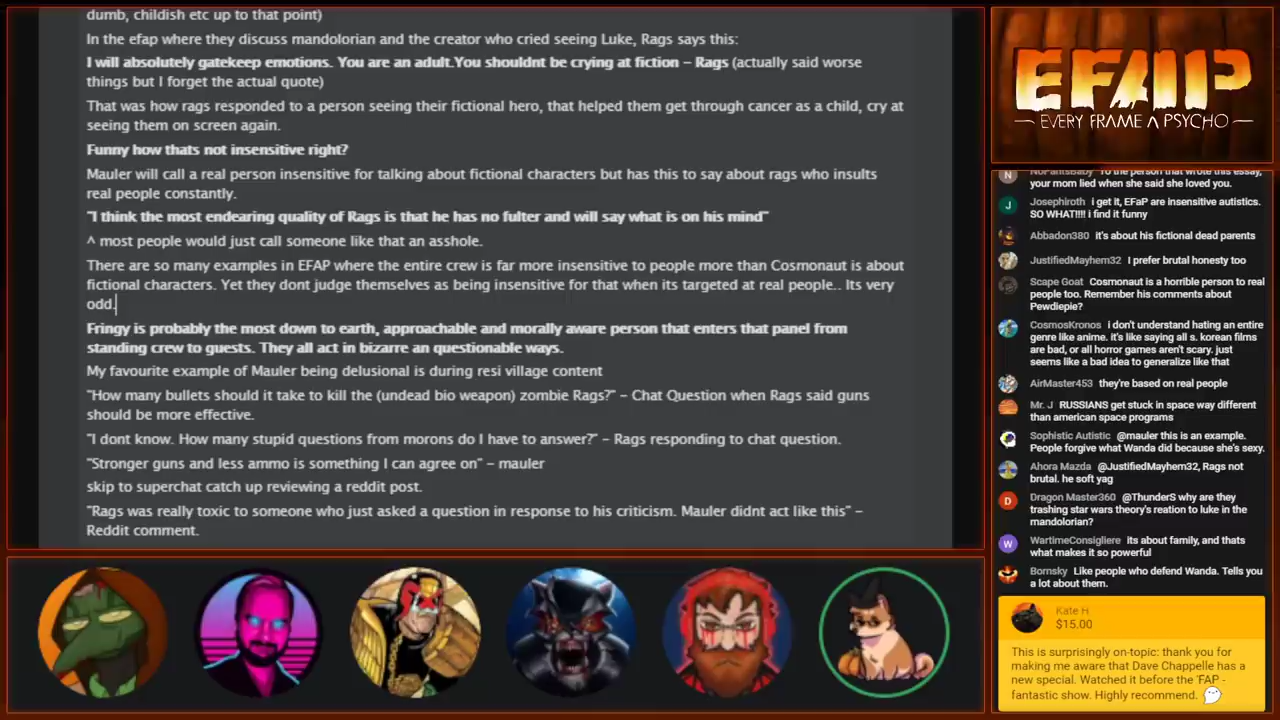 dumb, childish etc up to that point)
In the efap where they discuss mandolorian and the creator who cried seeing Luke, Rags says this:
I will absolutely gatekeep emotions. You are an adult.You shouldnt be crying at fiction – Rags (actually said worse
things but I forget the actual quote)
That was how rags responded to a person seeing their fictional hero, that helped them get through cancer as a child, cry at
seeing them on screen again.
Funny how thats not insensitive right?
Mauler will call a real person insensitive for talking about fictional characters but has this to say about rags who insults
real people constantly.
"I think the most endearing quality of Rags is that he has no fulter and will say what is on his mind"
^ most people would just call someone like that an asshole.
There are so many examples in EFAP where the entire crew is far more insensitive to people more than Cosmonaut is about
fictional characters. Yet they dont judge themselves as being insensitive for that when its targeted at real people.. Its very
odd.
Fringy is probably the most down to earth, approachable and morally aware person that enters that panel from
standing crew to guests. They all act in bizarre an questionable ways.
My favourite example of Mauler being delusional is during resi village content
"How many bullets should it take to kill the (undead bio weapon) zombie Rags?" – Chat Question when Rags said guns
should be more effective.
"I dont know. How many stupid questions from morons do I have to answer?" – Rags responding to chat question.
"Stronger guns and less ammo is something I can agree on" – mauler
skip to superchat catch up reviewing a reddit post.
"Rags was really toxic to someone who just asked a question in response to his criticism. Mauler didnt act like this" –
Reddit comment.
EFAP
EVERY FRAME A PSYCHO
N
To the person that wrote this essay,
your mom lied when she said she loved you.
J
Josephiroth i get it, EFaP are insensitive autistics.
SO WHAT!!!! i find it funny
Abbadon380 it's about his fictional dead parents
JustifiedMayhem32 I prefer brutal honesty too
Scape Goat Cosmonaut is a horrible person to real
people too. Remember his comments about
Pewdiepie?
CosmosKronos i don't understand hating an entire
genre like anime. it's like saying all s. korean films
are bad, or all horror games aren't scary. just
seems like a bad idea to generalize like that
AirMaster453 they're based on real people
Mr. J RUSSIANS get stuck in space way different
than american space programs
Sophistic Autistic @mauler this is an example.
People forgive what Wanda did because she's sexy.
Ahora Mazda @JustifiedMayhem32, Rags not
brutal. he soft yag
D
Dragon Master360 @ThunderS why are they
trashing star wars theory's reation to luke in the
mandolorian?
W
WartimeConsigliere its about family, and thats
what makes it so powerful
Bornsky Like people who defend Wanda. Tells you
a lot about them.
Kate H
$15.00
This is surprisingly on-topic: thank you for
making me aware that Dave Chappelle has a
new special. Watched it before the 'FAP -
fantastic show. Highly recommend.